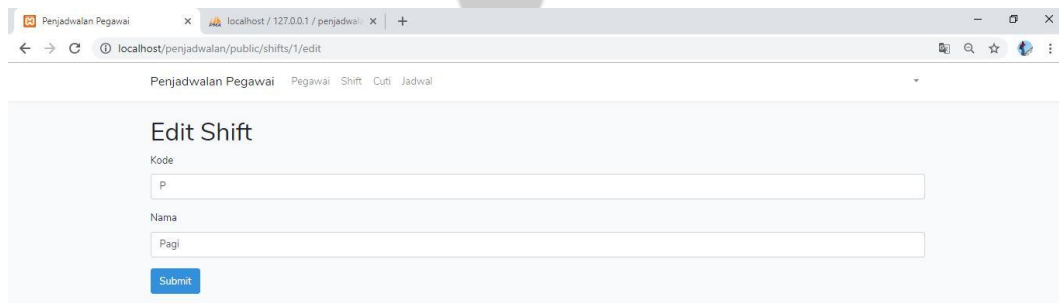 Penjadwalan Pegawai
localhost / 127.0.0.1 / penjadwala
localhost/penjadwalan/public/shifts/1/edit
Penjadwalan Pegawai Pegawai Shift Cuti Jadwal
Edit Shift
Kode
P
Nama
Pagi
Submit